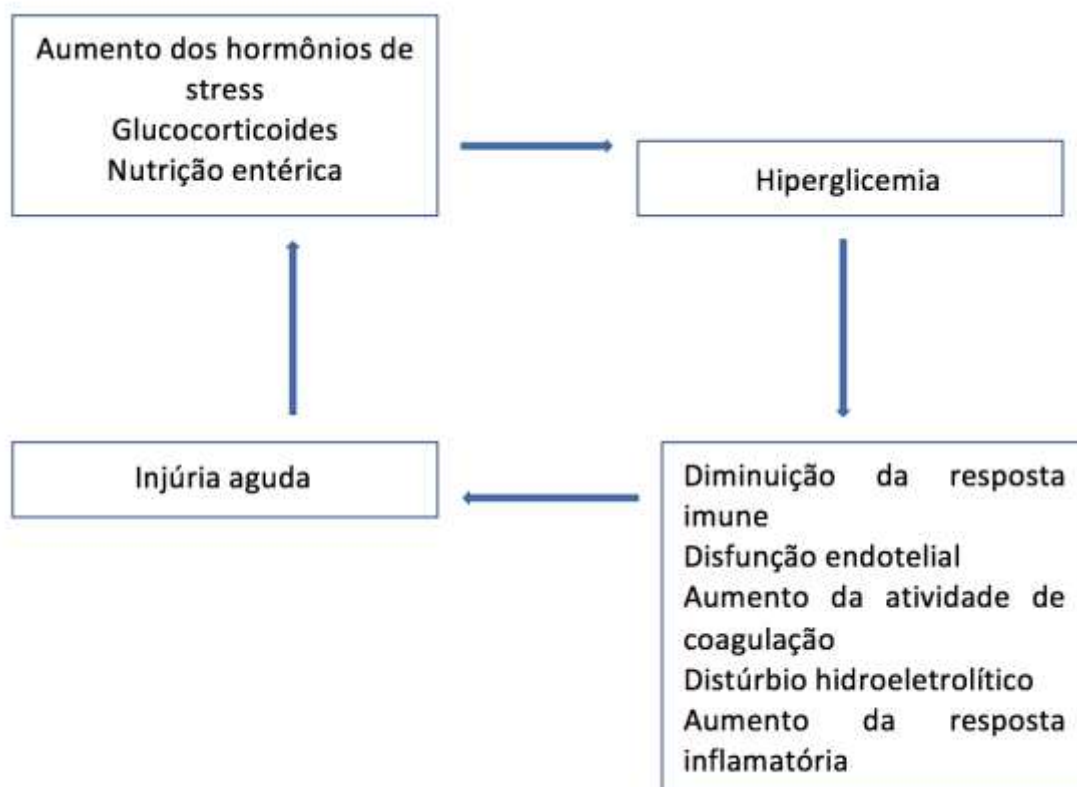 Aumento dos hormônios de
stress
Glucocorticoides
Nutrição entérica
Hiperglicemia
Injúria aguda
Diminuição da resposta
imune
Disfunção endotelial
Aumento da atividade de
coagulação
Distúrbio hidroeletrolítico
Aumento da resposta
inflamatória